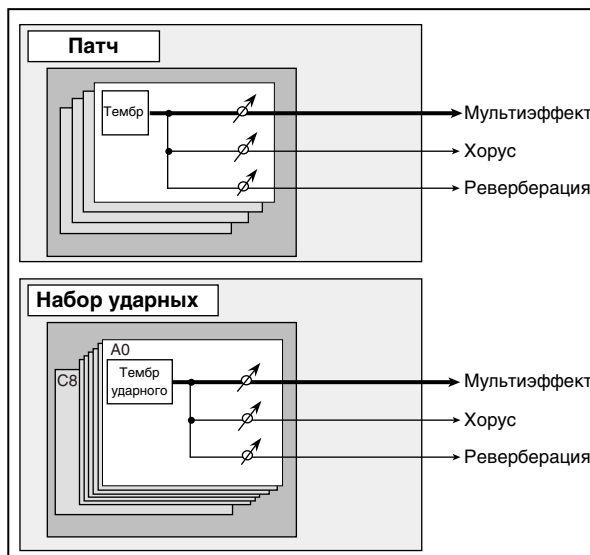 Патч
Тембр
Мультиэффект
Хорус
Реверберация
Набор ударных
A0
C8
Тембр
ударного
Мультиэффект
Хорус
Реверберация